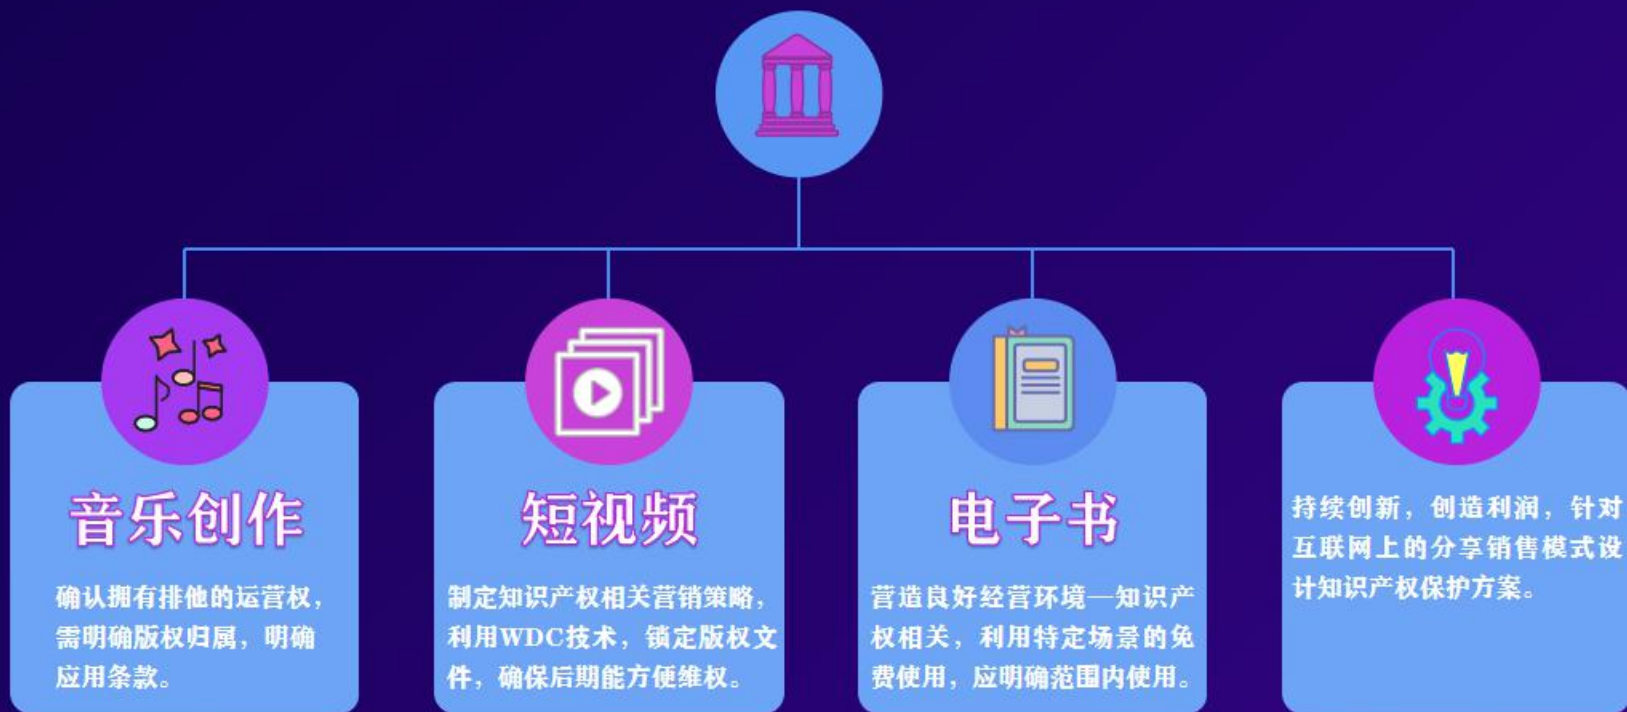 音乐创作
确认拥有排他的运营权，
需明确版权归属，明确
应用条款。
短视频
制定知识产权相关营销策略，
利用WDC技术，锁定版权文
件，确保后期能方便维权。
电子书
营造良好经营环境—知识产
权相关，利用特定场景的免
费使用，应明确范围内使用。
持续创新，创造利润，针对
互联网上的分享销售模式设
计知识产权保护方案。